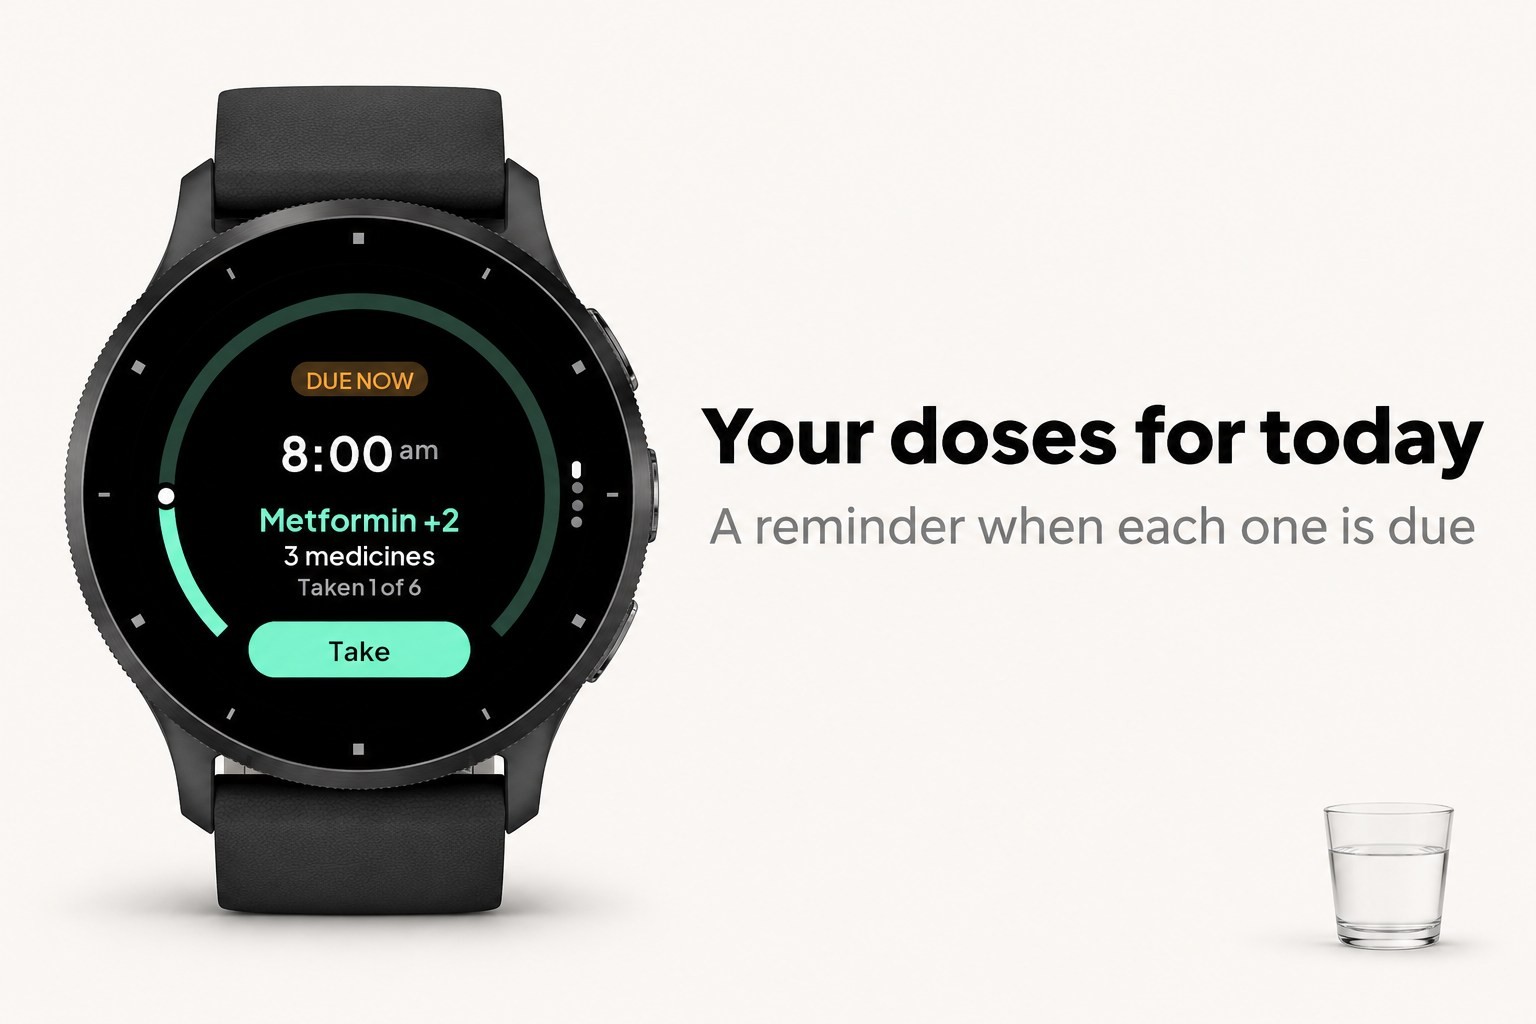 DUE NOW
8:00 am
Metformin +2
3 medicines
Taken 1 of 6
Take
Your doses for today
A reminder when each one is due